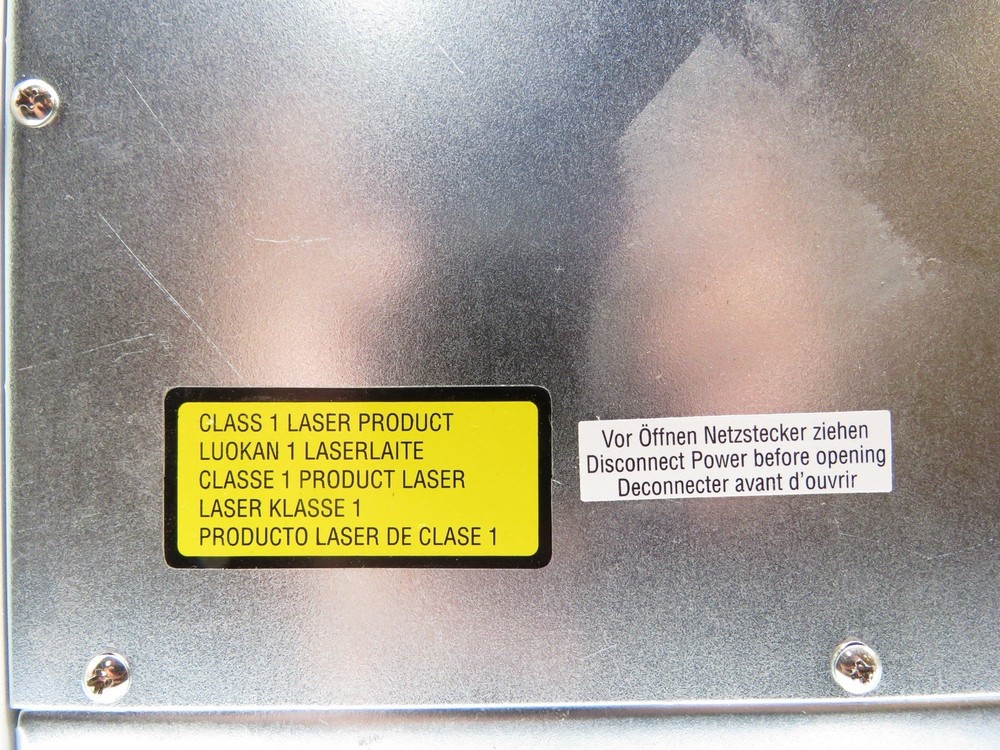 CLASS 1 LASER PRODUCT
LUOKAN 1 LASERLAITE
CLASSE 1 PRODUCT LASER
LASER KLASSE 1
PRODUCTO LASER DE CLASE 1
Vor Öffnen Netzstecker ziehen
Disconnect Power before opening
Deconnecter avant d'ouvrir